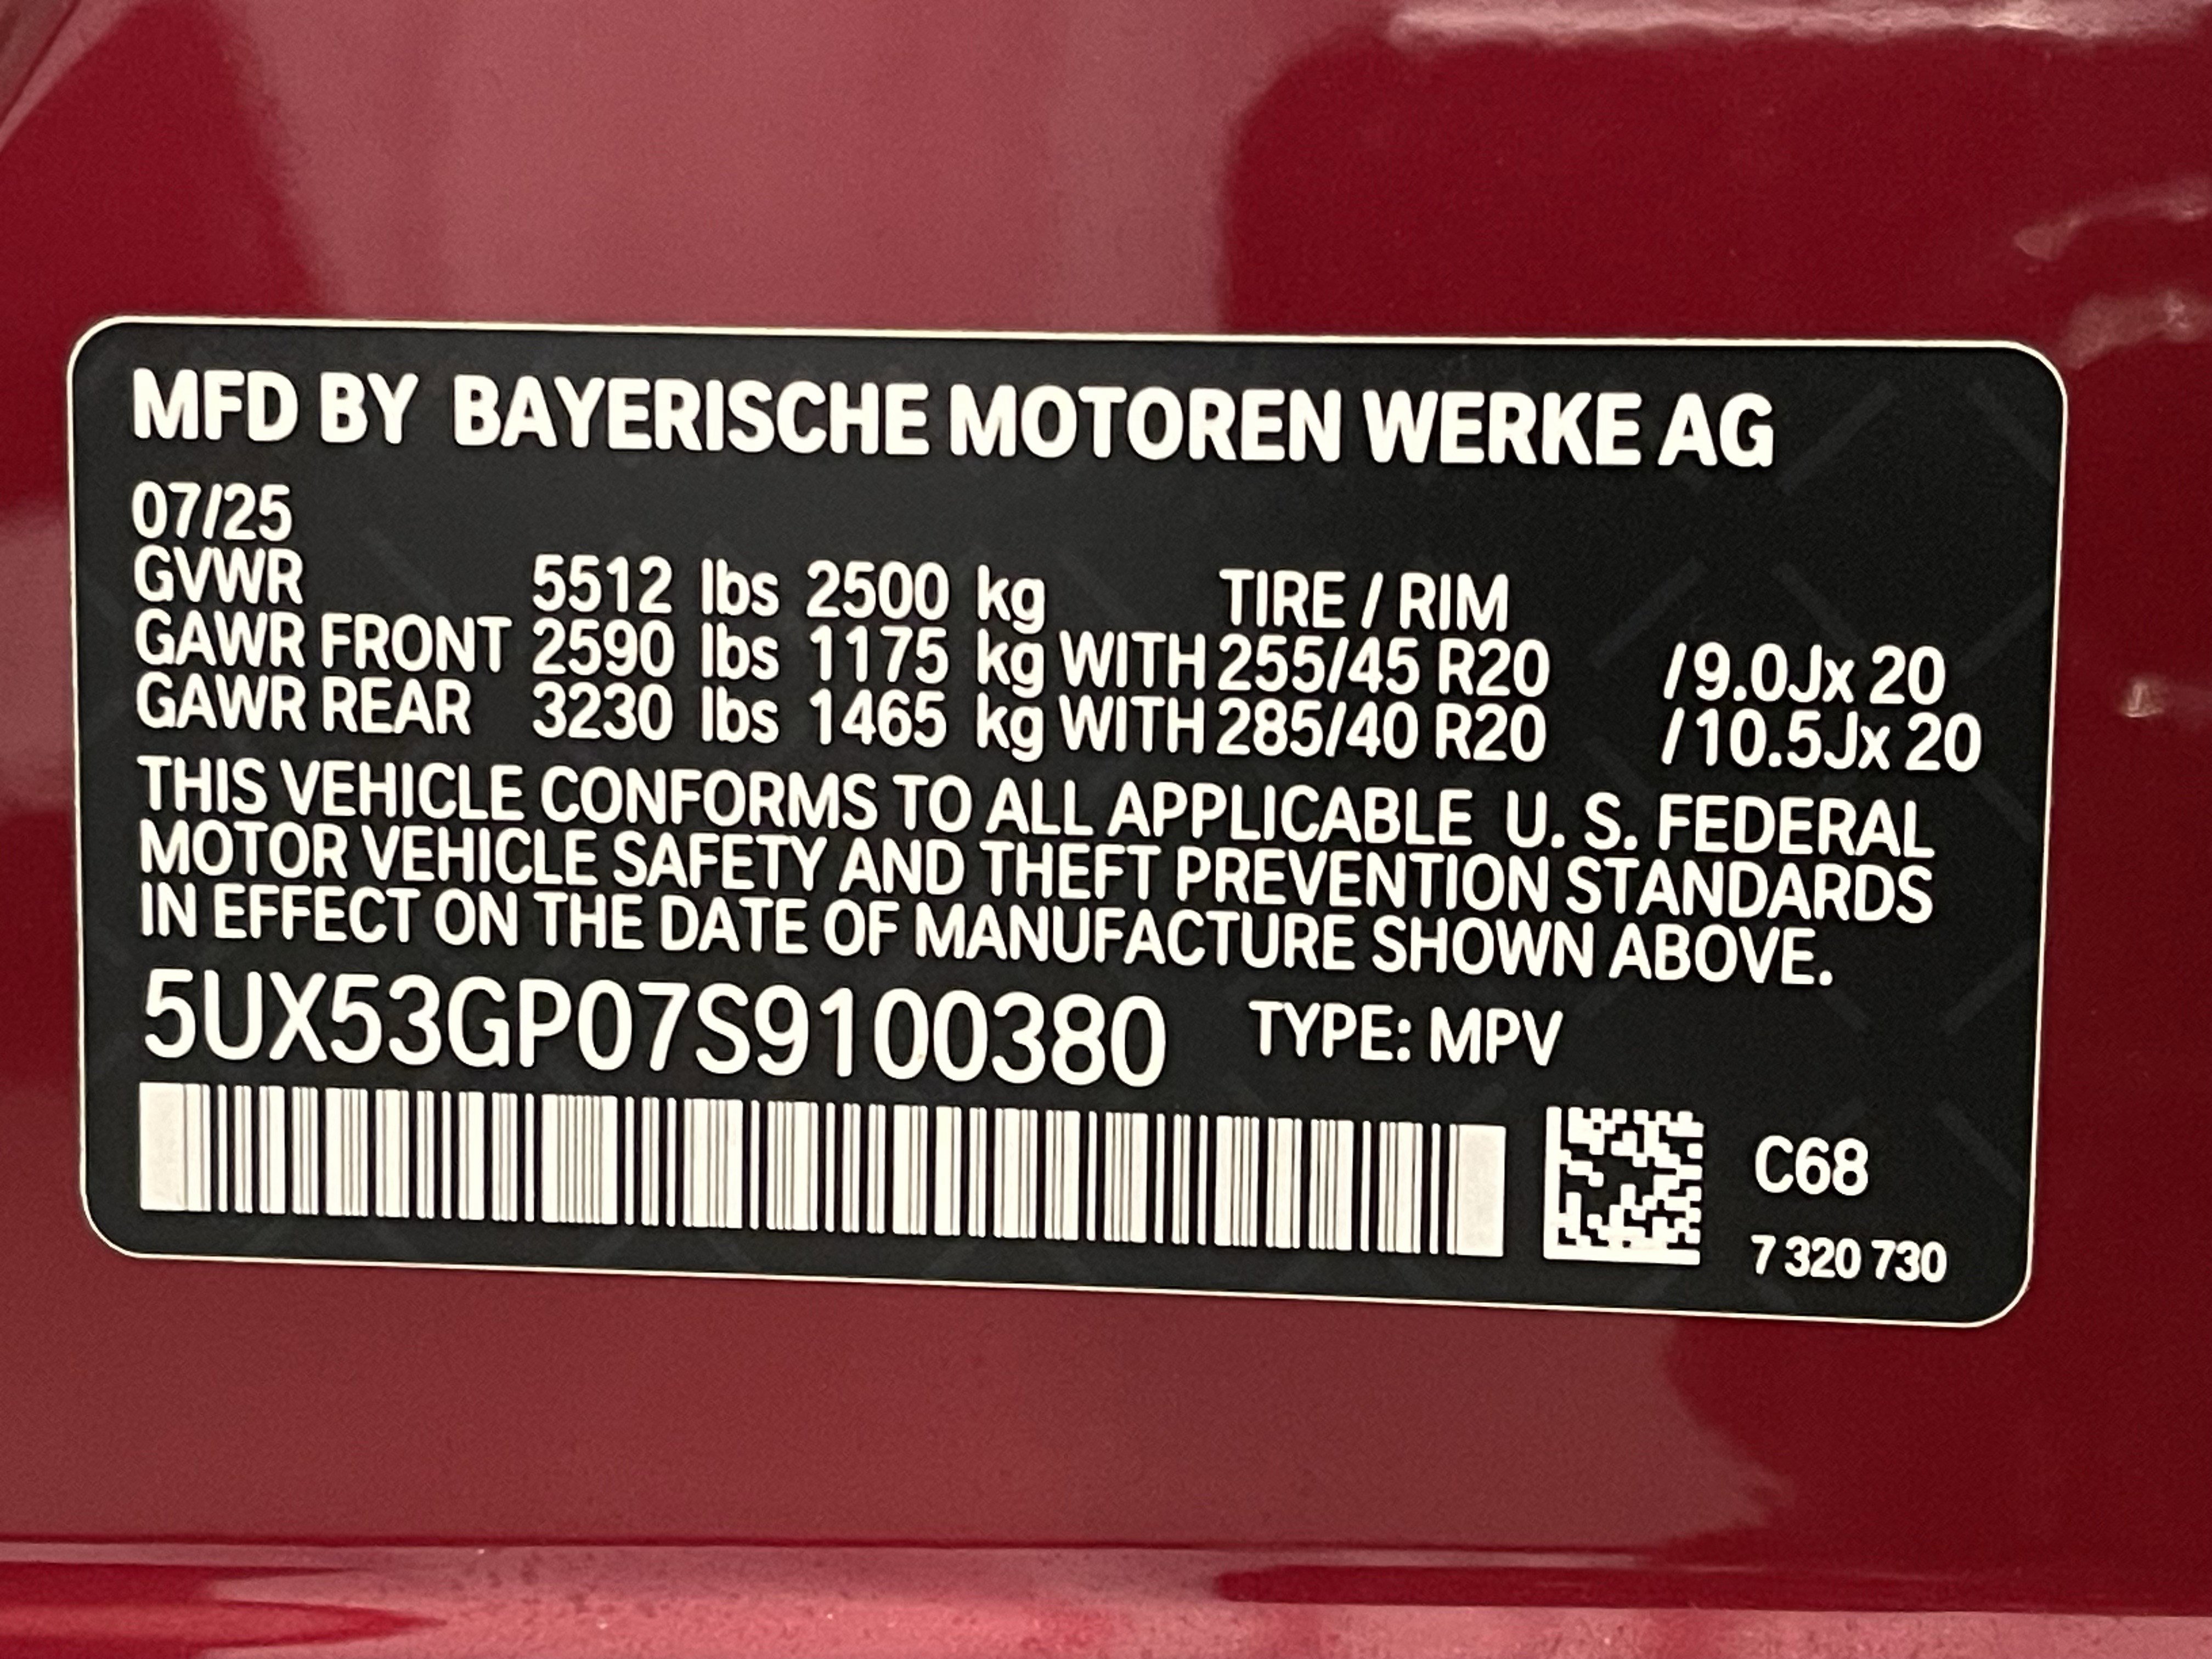 MFD BY BAYERISCHE MOTOREN WERKE AG
07/25
GVWR 5512 lbs 2500 kg TIRE / RIM
GAWR FRONT 2590 lbs 1175 kg WITH 255/45 R20 /9.0Jx 20
GAWR REAR 3230 lbs 1465 kg WITH 285/40 R20 /10.5Jx 20
THIS VEHICLE CONFORMS TO ALL APPLICABLE U. S. FEDERAL
MOTOR VEHICLE SAFETY AND THEFT PREVENTION STANDARDS
IN EFFECT ON THE DATE OF MANUFACTURE SHOWN ABOVE.
5UX53GP07S9100380 TYPE: MPV
C68
7 320 730